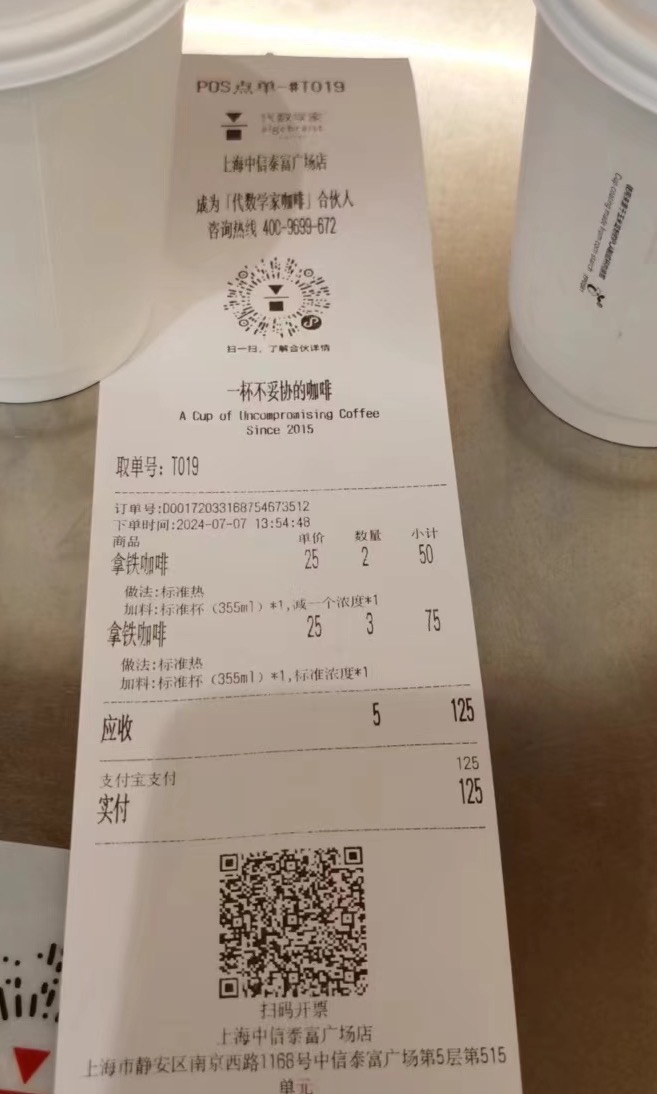 POS点单-#T019
代数学家
algebraist
COFFEE
上海中信泰富广场店
成为「代数学家咖啡」合伙人
咨询热线 400-9699-672
扫一扫，了解合伙详情
一杯不妥协的咖啡
A Cup of Uncompromising Coffee
Since 2015
取单号: T019
订单号:D00172033168754673512
下单时间:2024-07-07 13:54:48
商品 单价 数量 小计
拿铁咖啡 25 2 50
做法:标准热
加料:标准杯（355ml）*1,减一个浓度*1
拿铁咖啡 25 3 75
做法:标准热
加料:标准杯（355ml）*1,标准浓度*1
应收 5 125
支付宝支付 125
实付 125
扫码开票
上海中信泰富广场店
上海市静安区南京西路1168号中信泰富广场第5层第515
单元
Cup coating made from corn starch